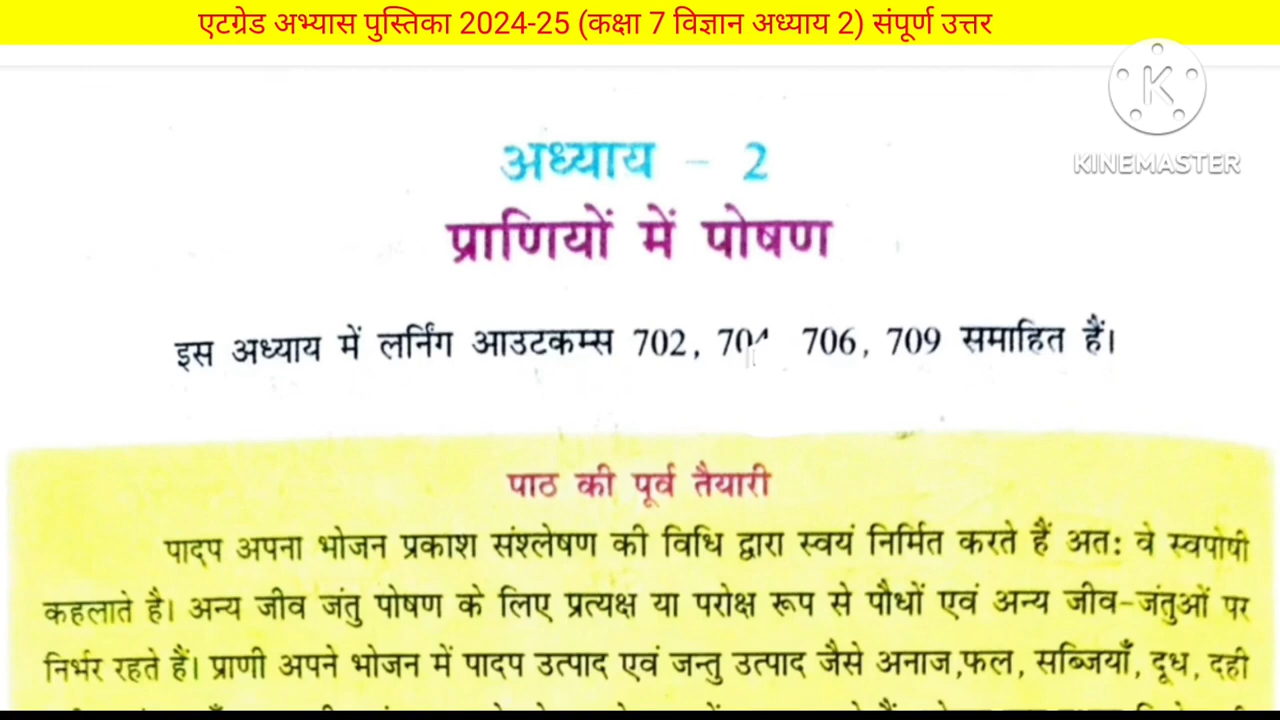 एटग्रेड अभ्यास पुस्तिका 2024-25 (कक्षा 7 विज्ञान अध्याय 2) संपूर्ण उत्तर
K
KINEMASTER
अध्याय - 2
प्राणियों में पोषण
इस अध्याय में लर्निंग आउटकम्स 702, 706, 709 समाहित हैं।
पाठ की पूर्व तैयारी
पादप अपना भोजन प्रकाश संश्लेषण की विधि द्वारा स्वयं निर्मित करते हैं अतः वे स्वपोषी
कहलाते है। अन्य जीव जंतु पोषण के लिए प्रत्यक्ष या परोक्ष रूप से पौधों एवं अन्य जीव-जंतुओं पर
निर्भर रहते हैं। प्राणी अपने भोजन में पादप उत्पाद एवं जन्तु उत्पाद जैसे अनाज,फल, सब्जियाँ, दूध, दही